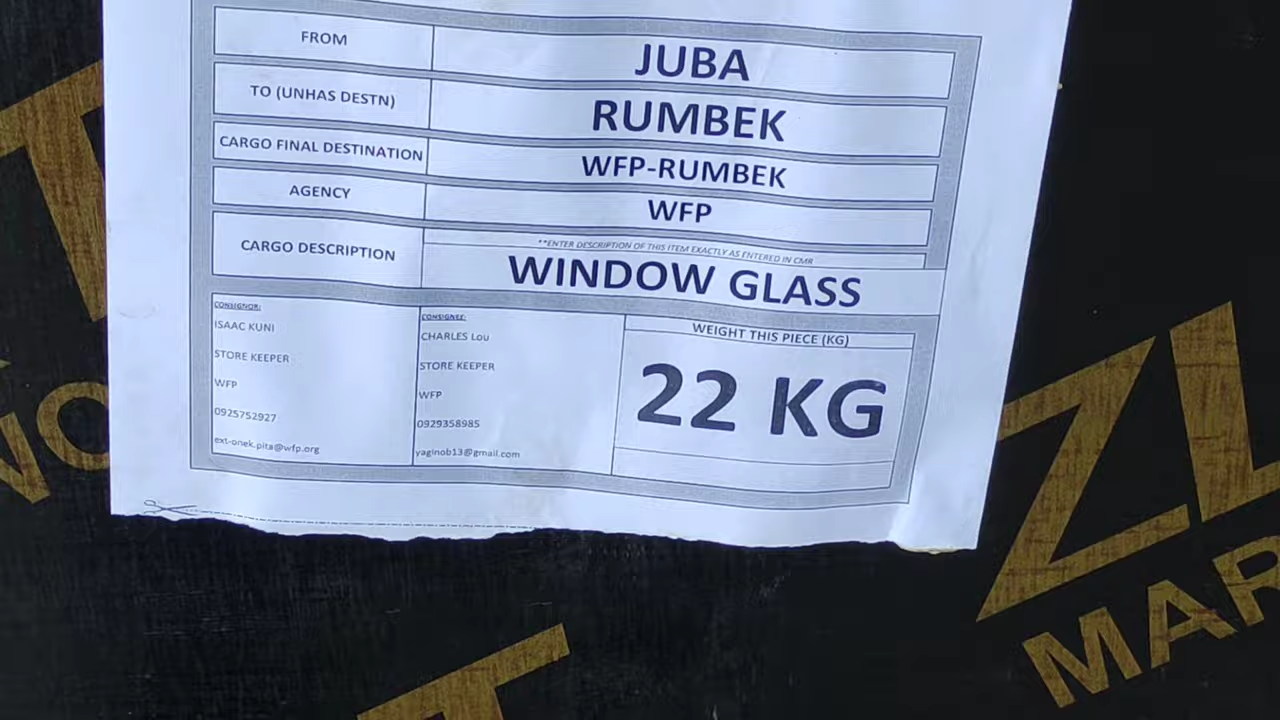 FROM JUBA
TO (UNHAS DESTN) RUMBEK
CARGO FINAL DESTINATION WFP-RUMBEK
AGENCY WFP
CARGO DESCRIPTION **ENTER DESCRIPTION OF THIS ITEM EXACTLY AS ENTERED IN CMR
WINDOW GLASS
CONSIGNOR:
ISAAC KUNI
STORE KEEPER
WFP
0925752927
ext-onek.pita@wfp.org
CONSIGNEE:
CHARLES Lou
STORE KEEPER
WFP
0929358985
yaginob13@gmail.com
WEIGHT THIS PIECE (KG)
22 KG
MAR